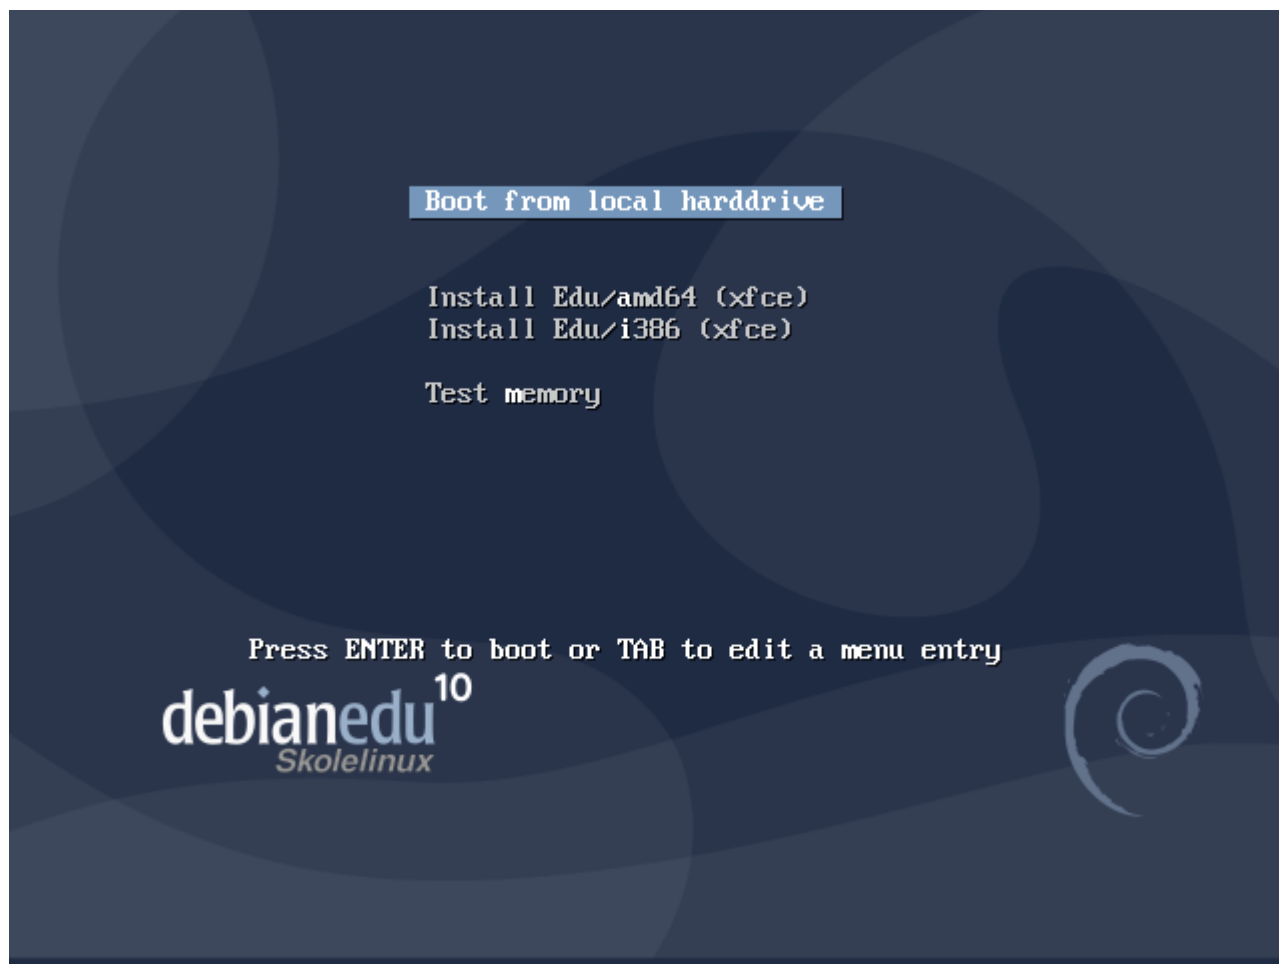 Boot from local harddrive
Install Edu/amd64 (xfce)
Install Edu/i386 (xfce)
Test memory
Press ENTER to boot or TAB to edit a menu entry
debianedu 10
Skolelinux